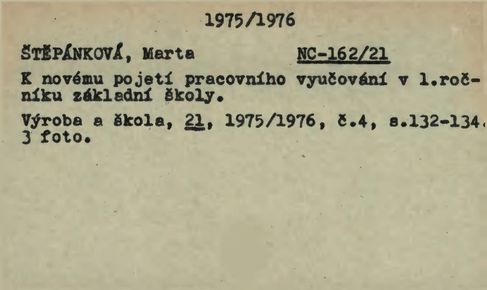 1975/1976
ŠTĚPÁNKOVÁ, Marta NC-162/21
K novému pojetí pracovního vyučování v 1.roč-
níku základní školy.
Výroba a škola, 21, 1975/1976, č.4, s.132-134.
3 foto.